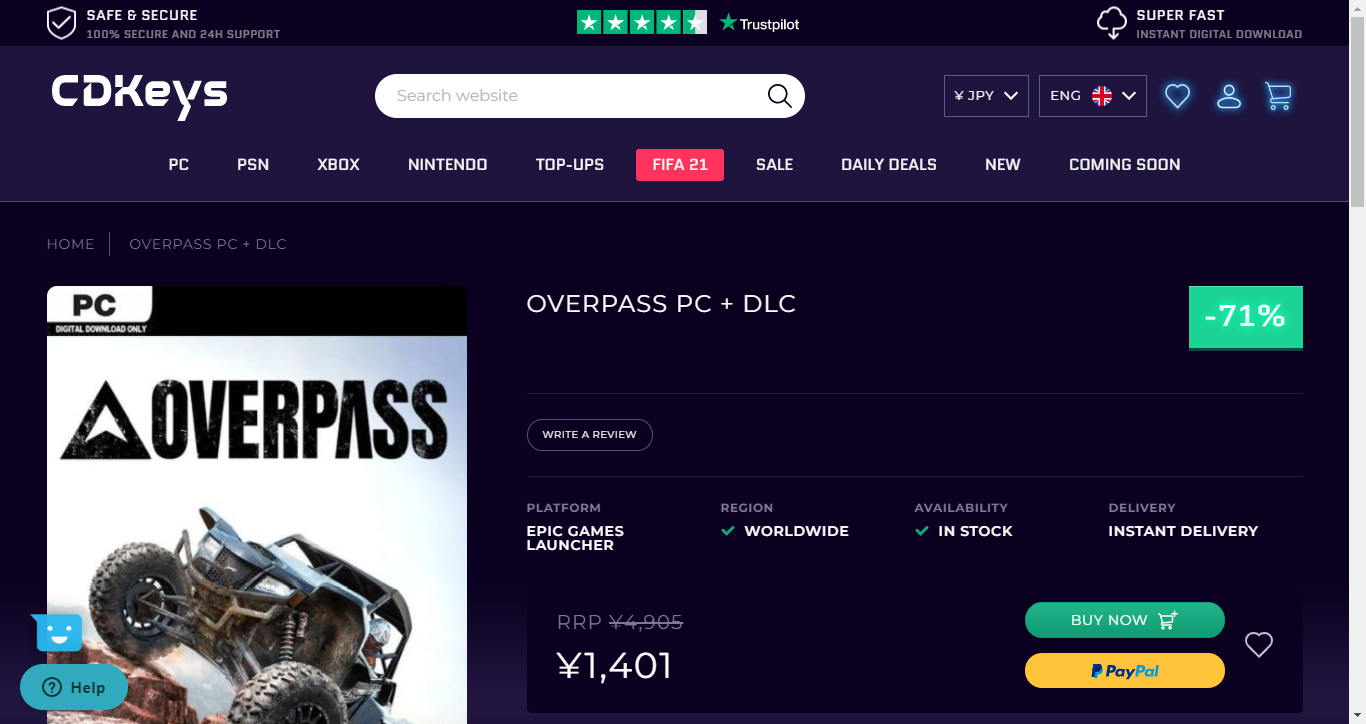 SAFE & SECURE
100% SECURE AND 24H SUPPORT
Trustpilot
SUPER FAST
INSTANT DIGITAL DOWNLOAD
CDKeys
Search website
¥ JPY
ENG
PC
PSN
XBOX
NINTENDO
TOP-UPS
FIFA 21
SALE
DAILY DEALS
NEW
COMING SOON
HOME
OVERPASS PC + DLC
PC
DIGITAL DOWNLOAD ONLY
OVERPASS
OVERPASS PC + DLC
-71%
WRITE A REVIEW
PLATFORM
EPIC GAMES
LAUNCHER
REGION
WORLDWIDE
AVAILABILITY
IN STOCK
DELIVERY
INSTANT DELIVERY
RRP ¥4,905
¥1,401
BUY NOW
PayPal
Help